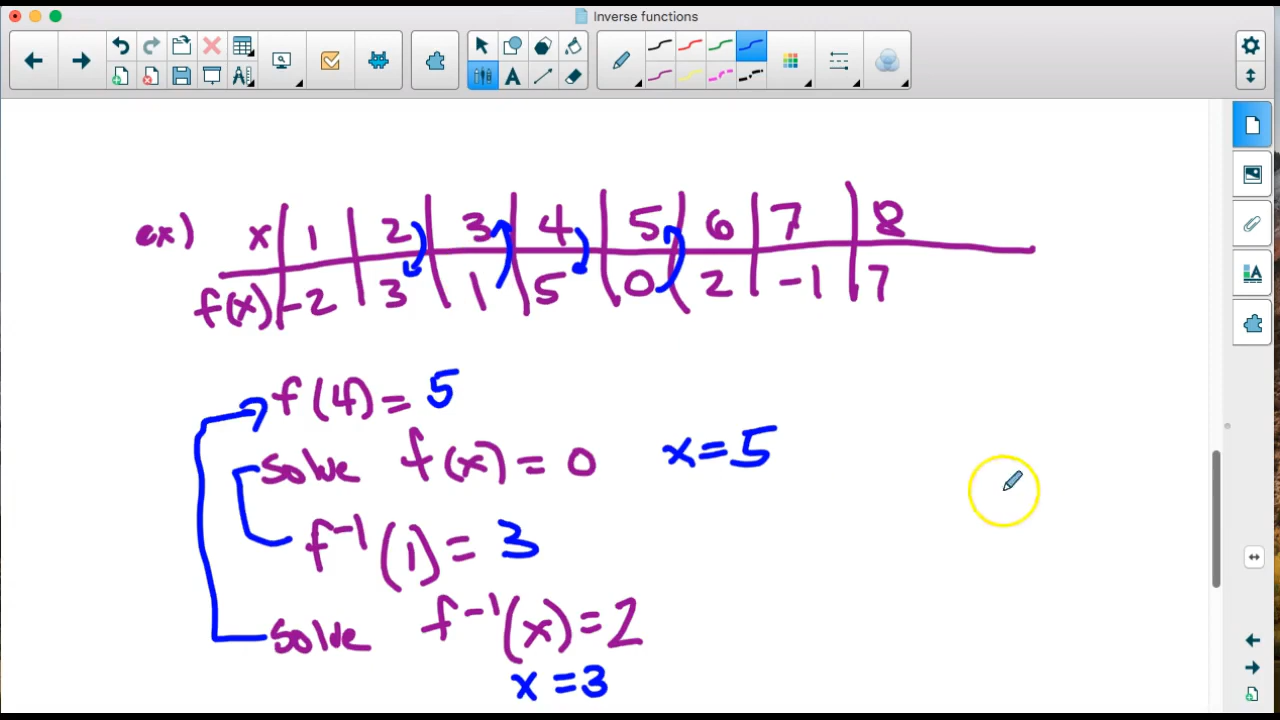 Inverse functions
A
A
ex) x 1 2 3 4 5 6 7 8
f(x) -2 3 1 5 0 2 -1 7
f(4) = 5
solve f(x) = 0 x = 5
f⁻¹(1) = 3
solve f⁻¹(x) = 2
x = 3